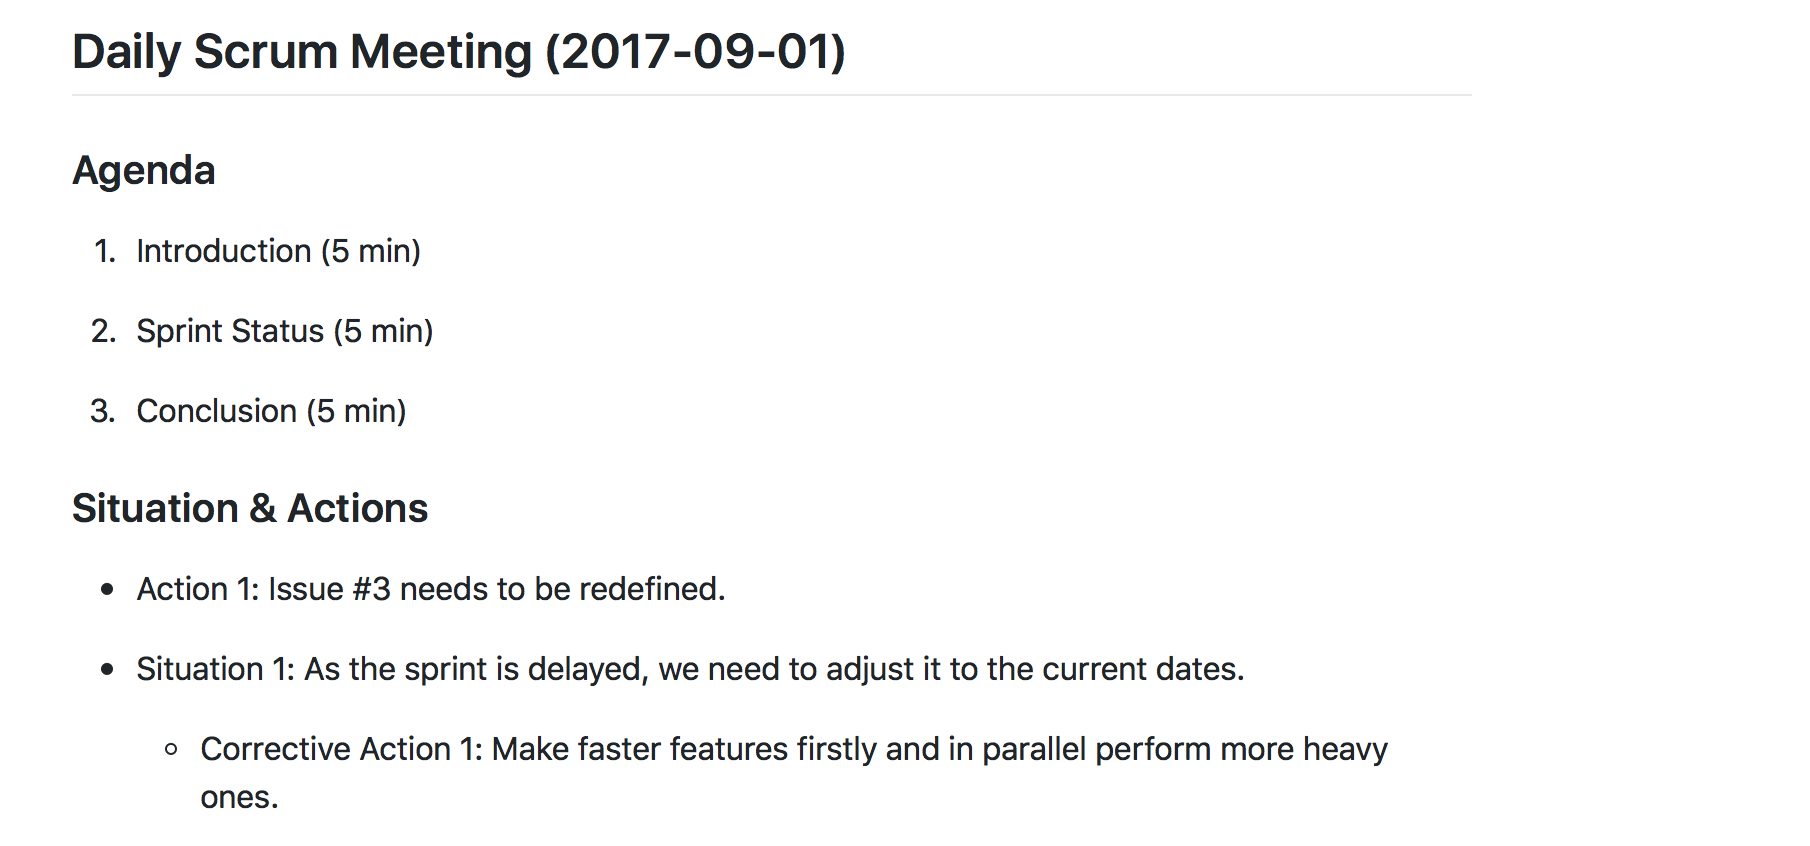 Daily Scrum Meeting (2017-09-01)
Agenda
1. Introduction (5 min)
2. Sprint Status (5 min)
3. Conclusion (5 min)
Situation & Actions
• Action 1: Issue #3 needs to be redefined.
• Situation 1: As the sprint is delayed, we need to adjust it to the current dates.
◦ Corrective Action 1: Make faster features firstly and in parallel perform more heavy
ones.